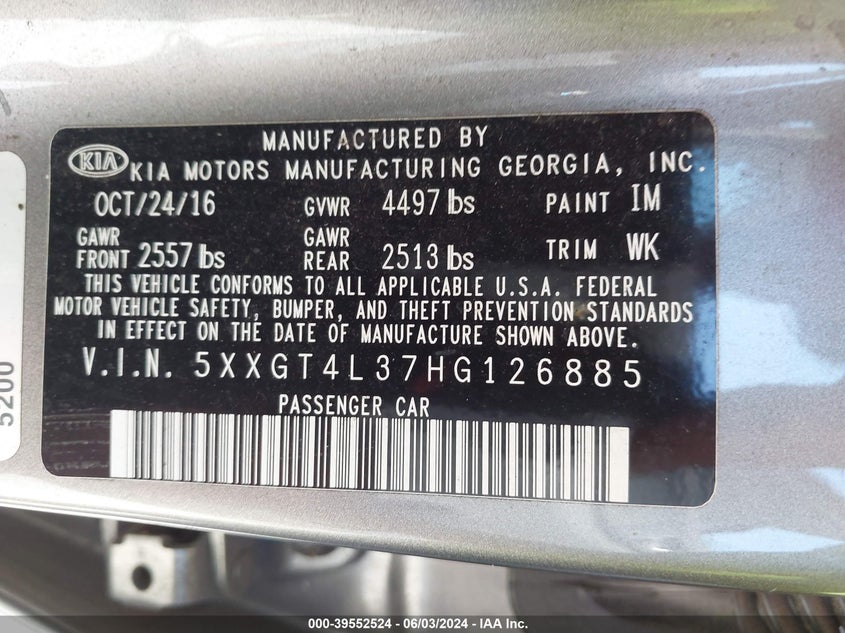 MANUFACTURED BY
KIA KIA MOTORS MANUFACTURING GEORGIA, INC.
OCT/24/16 GVWR 4497 lbs PAINT IM
GAWR FRONT 2557 lbs GAWR REAR 2513 lbs TRIM WK
THIS VEHICLE CONFORMS TO ALL APPLICABLE U.S.A. FEDERAL
MOTOR VEHICLE SAFETY, BUMPER, AND THEFT PREVENTION STANDARDS
IN EFFECT ON THE DATE OF MANUFACTURE SHOWN ABOVE.
V.I.N. 5XXGT4L37HG126885
PASSENGER CAR
5200
000-39552524 - 06/03/2024 - IAA Inc.